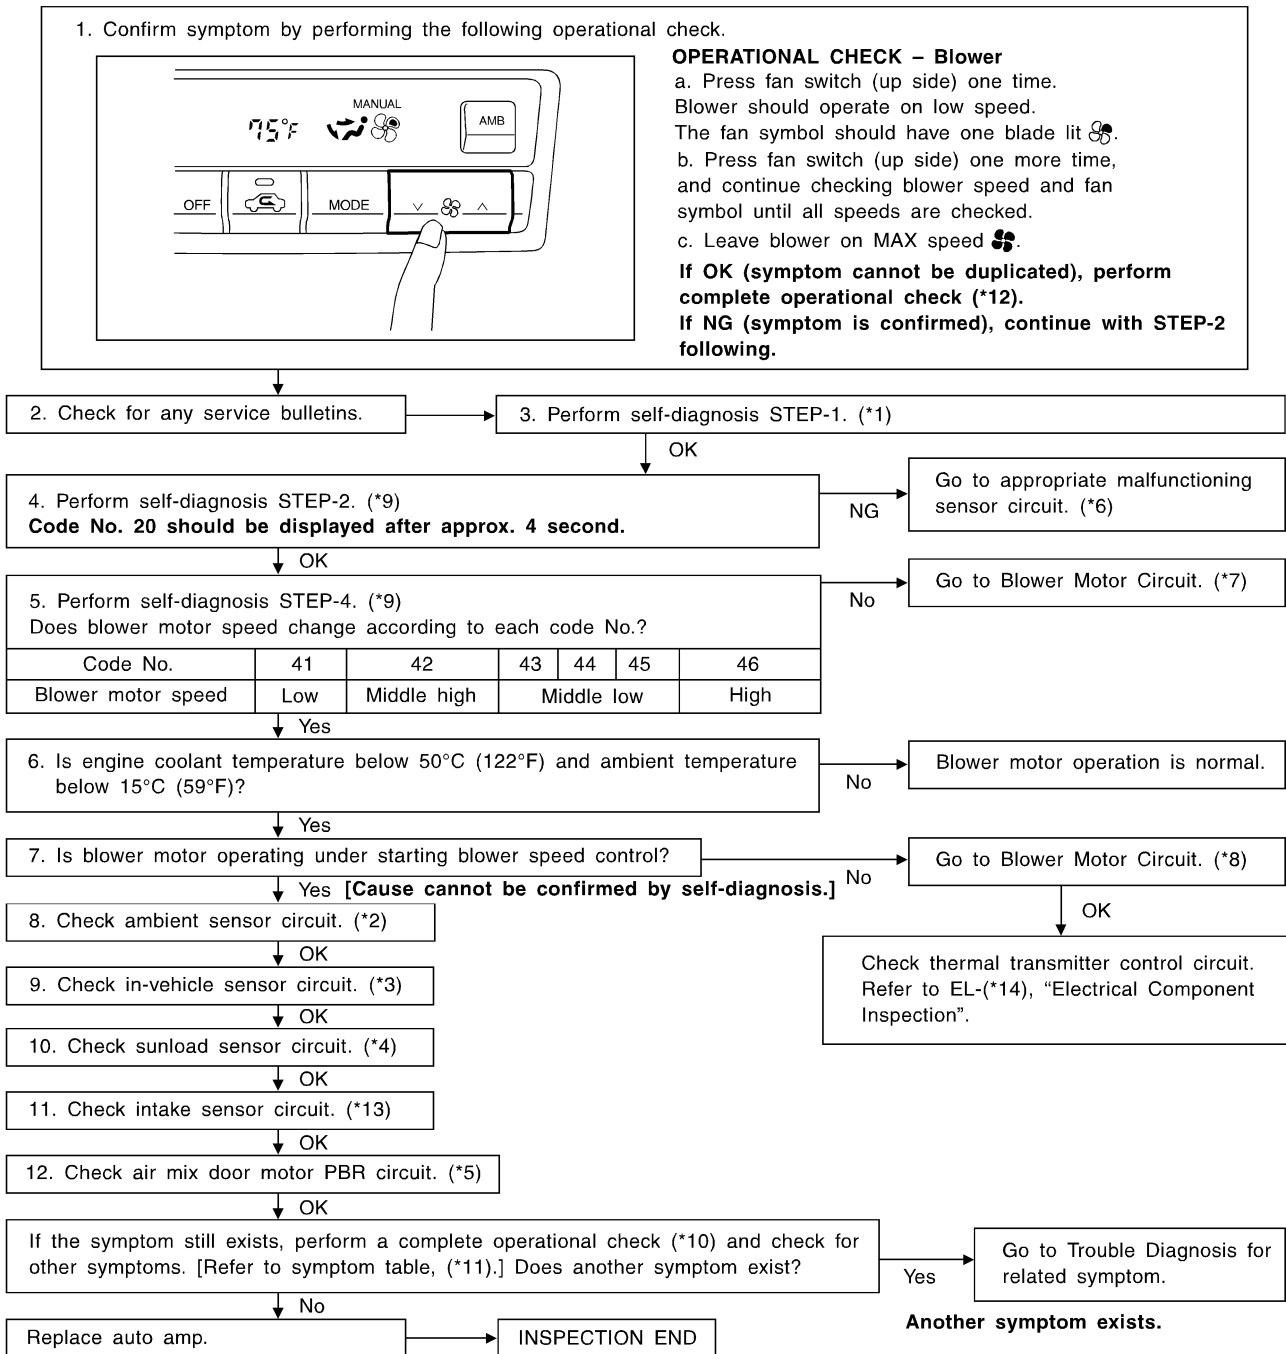 1. Confirm symptom by performing the following operational check.
MANUAL
75°F
AMB
OFF
MODE
OPERATIONAL CHECK – Blower
a. Press fan switch (up side) one time.
Blower should operate on low speed.
The fan symbol should have one blade lit .
b. Press fan switch (up side) one more time,
and continue checking blower speed and fan
symbol until all speeds are checked.
c. Leave blower on MAX speed .
If OK (symptom cannot be duplicated), perform
complete operational check (*12).
If NG (symptom is confirmed), continue with STEP-2
following.
2. Check for any service bulletins.
3. Perform self-diagnosis STEP-1. (*1)
OK
4. Perform self-diagnosis STEP-2. (*9)
Code No. 20 should be displayed after approx. 4 second.
NG
Go to appropriate malfunctioning
sensor circuit. (*6)
OK
5. Perform self-diagnosis STEP-4. (*9)
Does blower motor speed change according to each code No.?
No
Go to Blower Motor Circuit. (*7)
Code No. 41 42 43 44 45 46
Blower motor speed Low Middle high Middle low High
Yes
6. Is engine coolant temperature below 50°C (122°F) and ambient temperature
below 15°C (59°F)?
No
Blower motor operation is normal.
Yes
7. Is blower motor operating under starting blower speed control?
No
Go to Blower Motor Circuit. (*8)
Yes [Cause cannot be confirmed by self-diagnosis.]
OK
Check thermal transmitter control circuit.
Refer to EL-(*14), “Electrical Component
Inspection”.
8. Check ambient sensor circuit. (*2)
OK
9. Check in-vehicle sensor circuit. (*3)
OK
10. Check sunload sensor circuit. (*4)
OK
11. Check intake sensor circuit. (*13)
OK
12. Check air mix door motor PBR circuit. (*5)
OK
If the symptom still exists, perform a complete operational check (*10) and check for
other symptoms. [Refer to symptom table, (*11).] Does another symptom exist?
Yes
Go to Trouble Diagnosis for
related symptom.
Another symptom exists.
No
Replace auto amp.
INSPECTION END